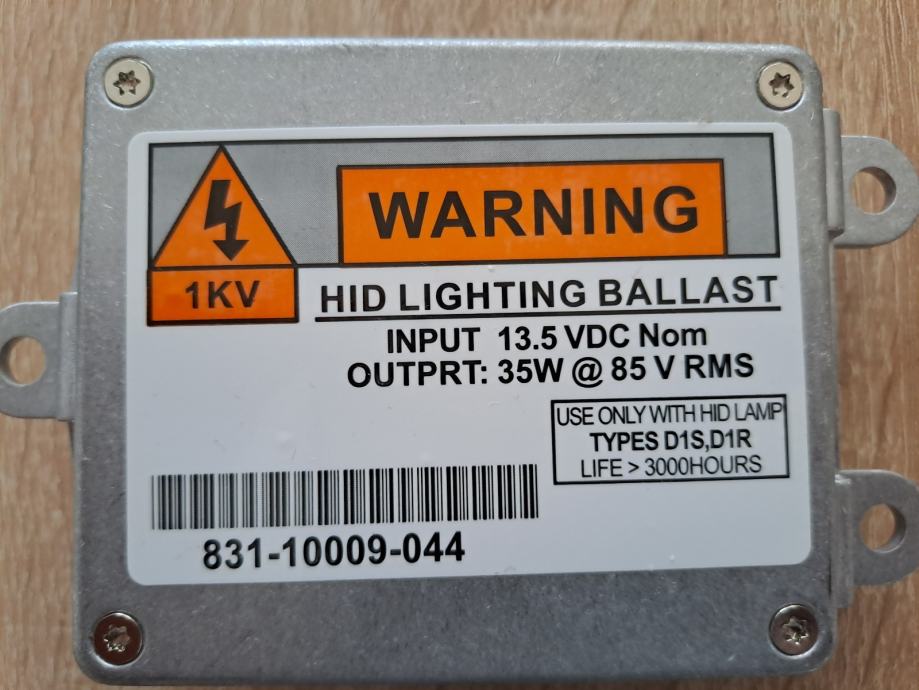 WARNING
1KV
HID LIGHTING BALLAST
INPUT 13.5 VDC Nom
OUTPRT: 35W @ 85 V RMS
USE ONLY WITH HID LAMP
TYPES D1S,D1R
LIFE > 3000HOURS
831-10009-044